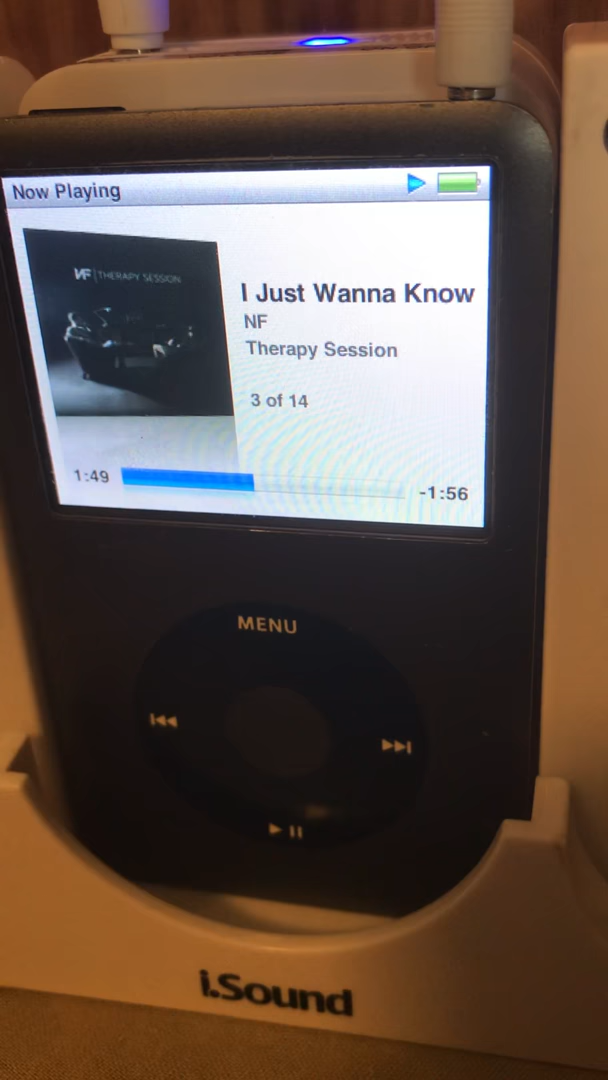 Now Playing
NF | THERAPY SESSION
I Just Wanna Know
NF
Therapy Session
3 of 14
1:49
-1:56
MENU
i.Sound